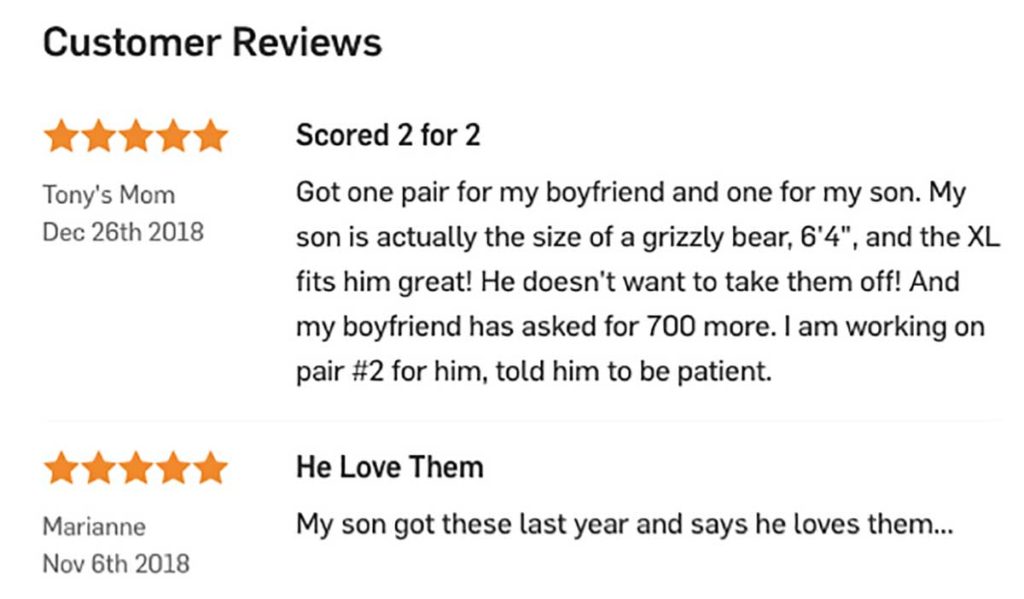 Customer Reviews
Scored 2 for 2
Tony's Mom
Dec 26th 2018
Got one pair for my boyfriend and one for my son. My
son is actually the size of a grizzly bear, 6'4", and the XL
fits him great! He doesn't want to take them off! And
my boyfriend has asked for 700 more. I am working on
pair #2 for him, told him to be patient.
He Love Them
Marianne
Nov 6th 2018
My son got these last year and says he loves them...